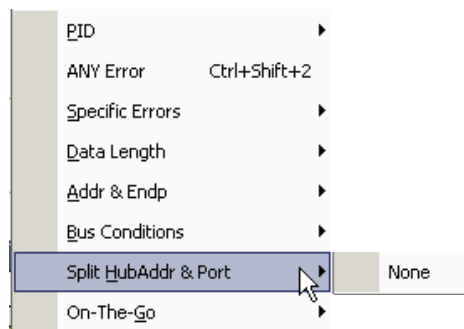 PID
ANY Error Ctrl+Shift+2
Specific Errors
Data Length
Addr & Endp
Bus Conditions
Split HubAddr & Port None
On-The-Go